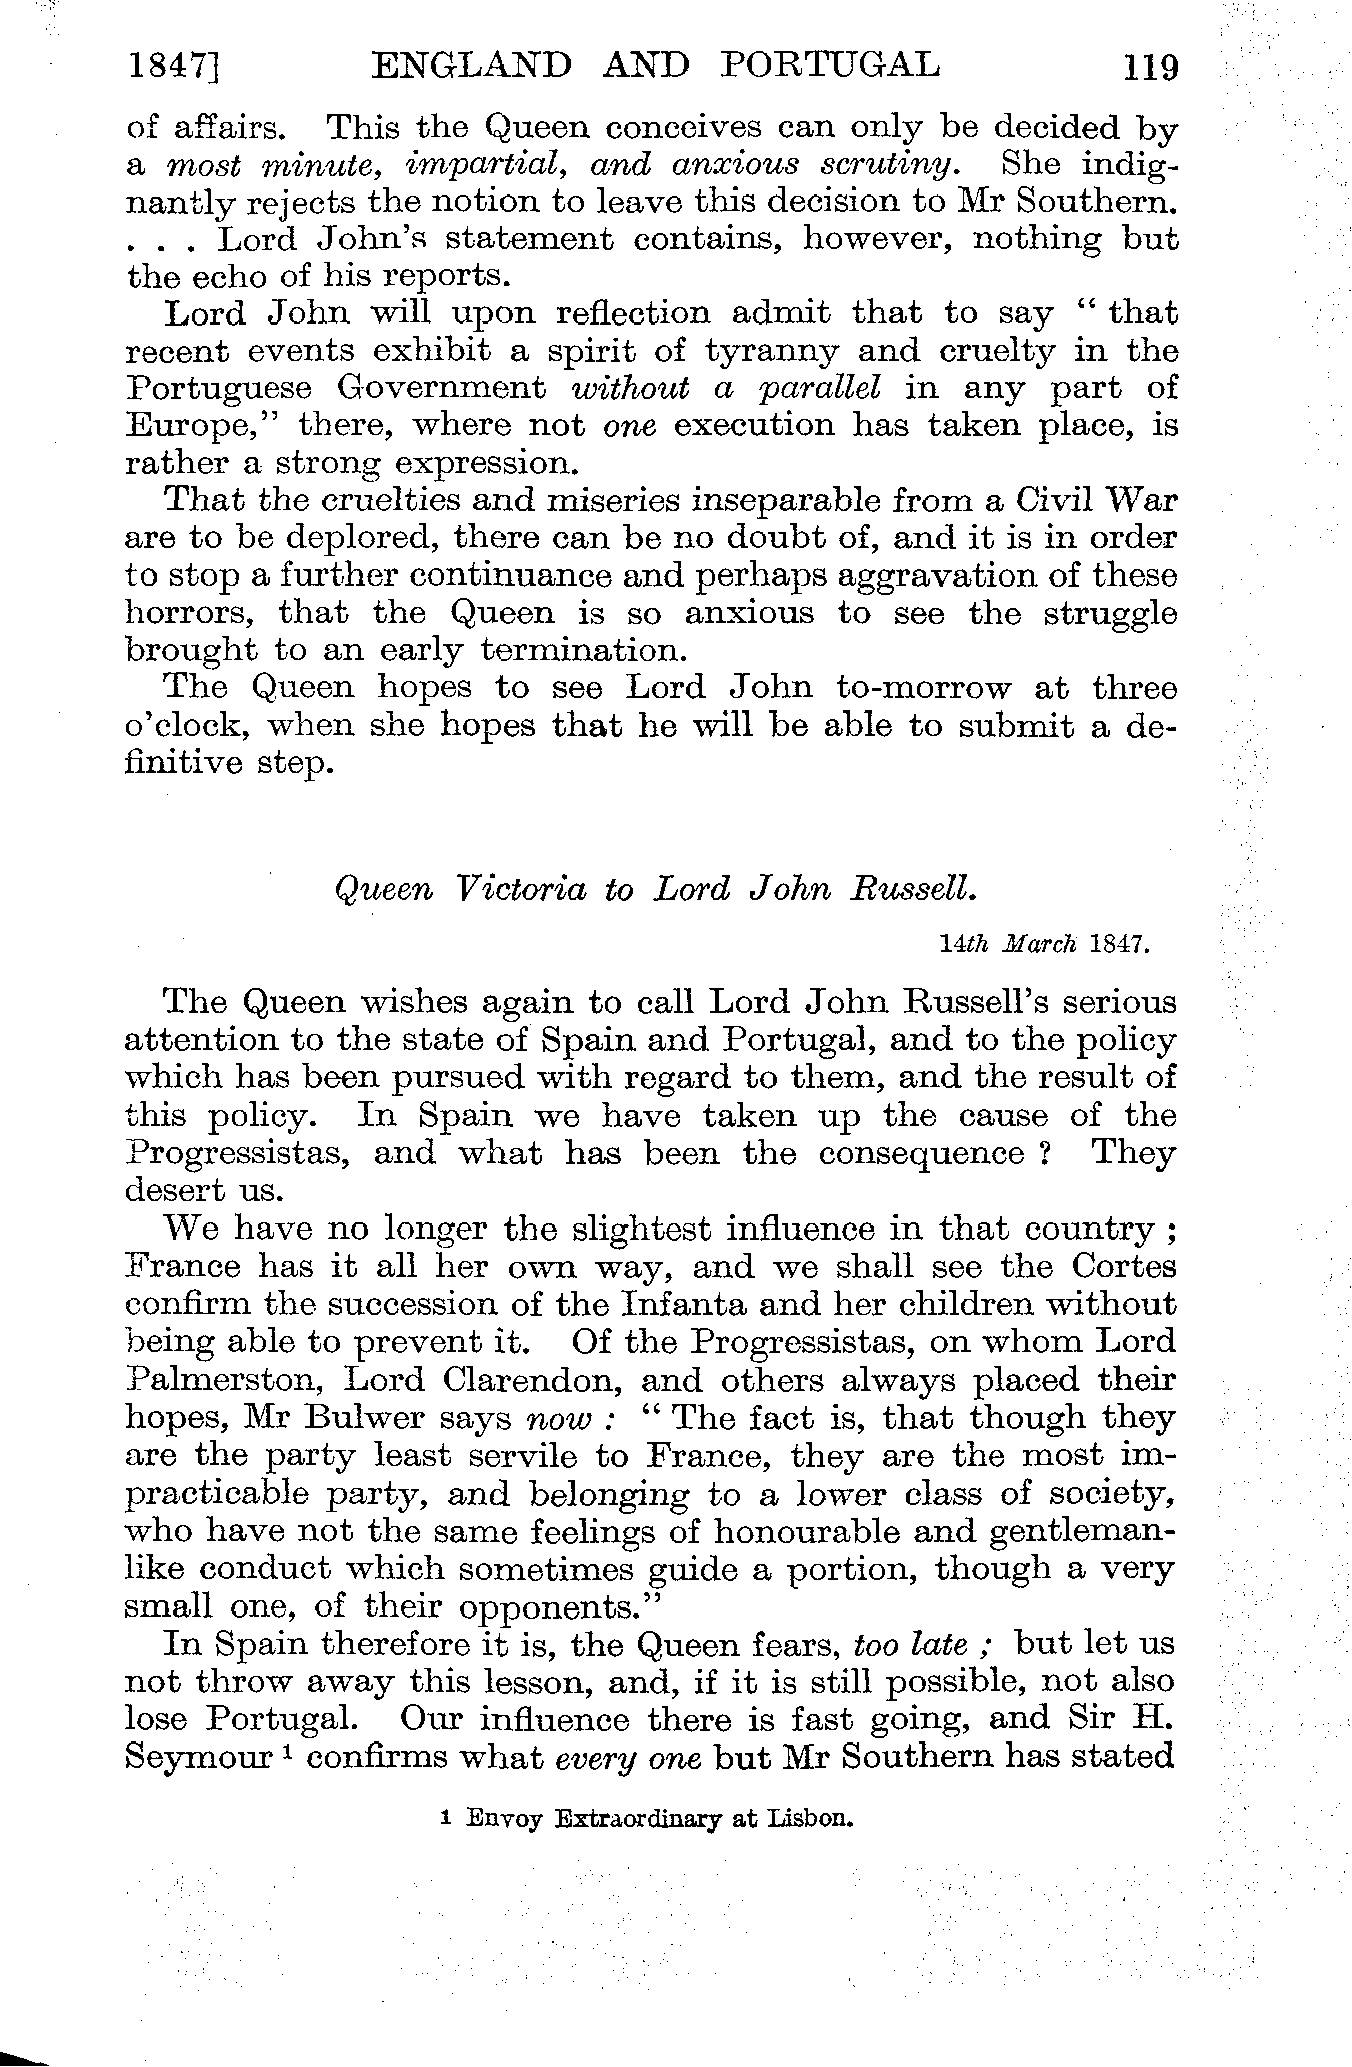 1847] ENGLAND AND PORTUGAL 119
of affairs. This the Queen conceives can only be decided by
a most minute, impartial, and anxious scrutiny. She indig-
nantly rejects the notion to leave this decision to Mr Southern.
. . . Lord John's statement contains, however, nothing but
the echo of his reports.
Lord John will upon reflection admit that to say " that
recent events exhibit a spirit of tyranny and cruelty in the
Portuguese Government without a parallel in any part of
Europe," there, where not one execution has taken place, is
rather a strong expression.
That the cruelties and miseries inseparable from a Civil War
are to be deplored, there can be no doubt of, and it is in order
to stop a further continuance and perhaps aggravation of these
horrors, that the Queen is so anxious to see the struggle
brought to an early termination.
The Queen hopes to see Lord John to-morrow at three
o'clock, when she hopes that he will be able to submit a de-
finitive step.
Queen Victoria to Lord John Russell.
14th March 1847.
The Queen wishes again to call Lord John Russell's serious
attention to the state of Spain and Portugal, and to the policy
which has been pursued with regard to them, and the result of
this policy. In Spain we have taken up the cause of the
Progressistas, and what has been the consequence ? They
desert us.
We have no longer the slightest influence in that country ;
France has it all her own way, and we shall see the Cortes
confirm the succession of the Infanta and her children without
being able to prevent it. Of the Progressistas, on whom Lord
Palmerston, Lord Clarendon, and others always placed their
hopes, Mr Bulwer says now : " The fact is, that though they
are the party least servile to France, they are the most im-
practicable party, and belonging to a lower class of society,
who have not the same feelings of honourable and gentleman-
like conduct which sometimes guide a portion, though a very
small one, of their opponents."
In Spain therefore it is, the Queen fears, too late ; but let us
not throw away this lesson, and, if it is still possible, not also
lose Portugal. Our influence there is fast going, and Sir H.
Seymour 1 confirms what every one but Mr Southern has stated
1 Envoy Extraordinary at Lisbon.